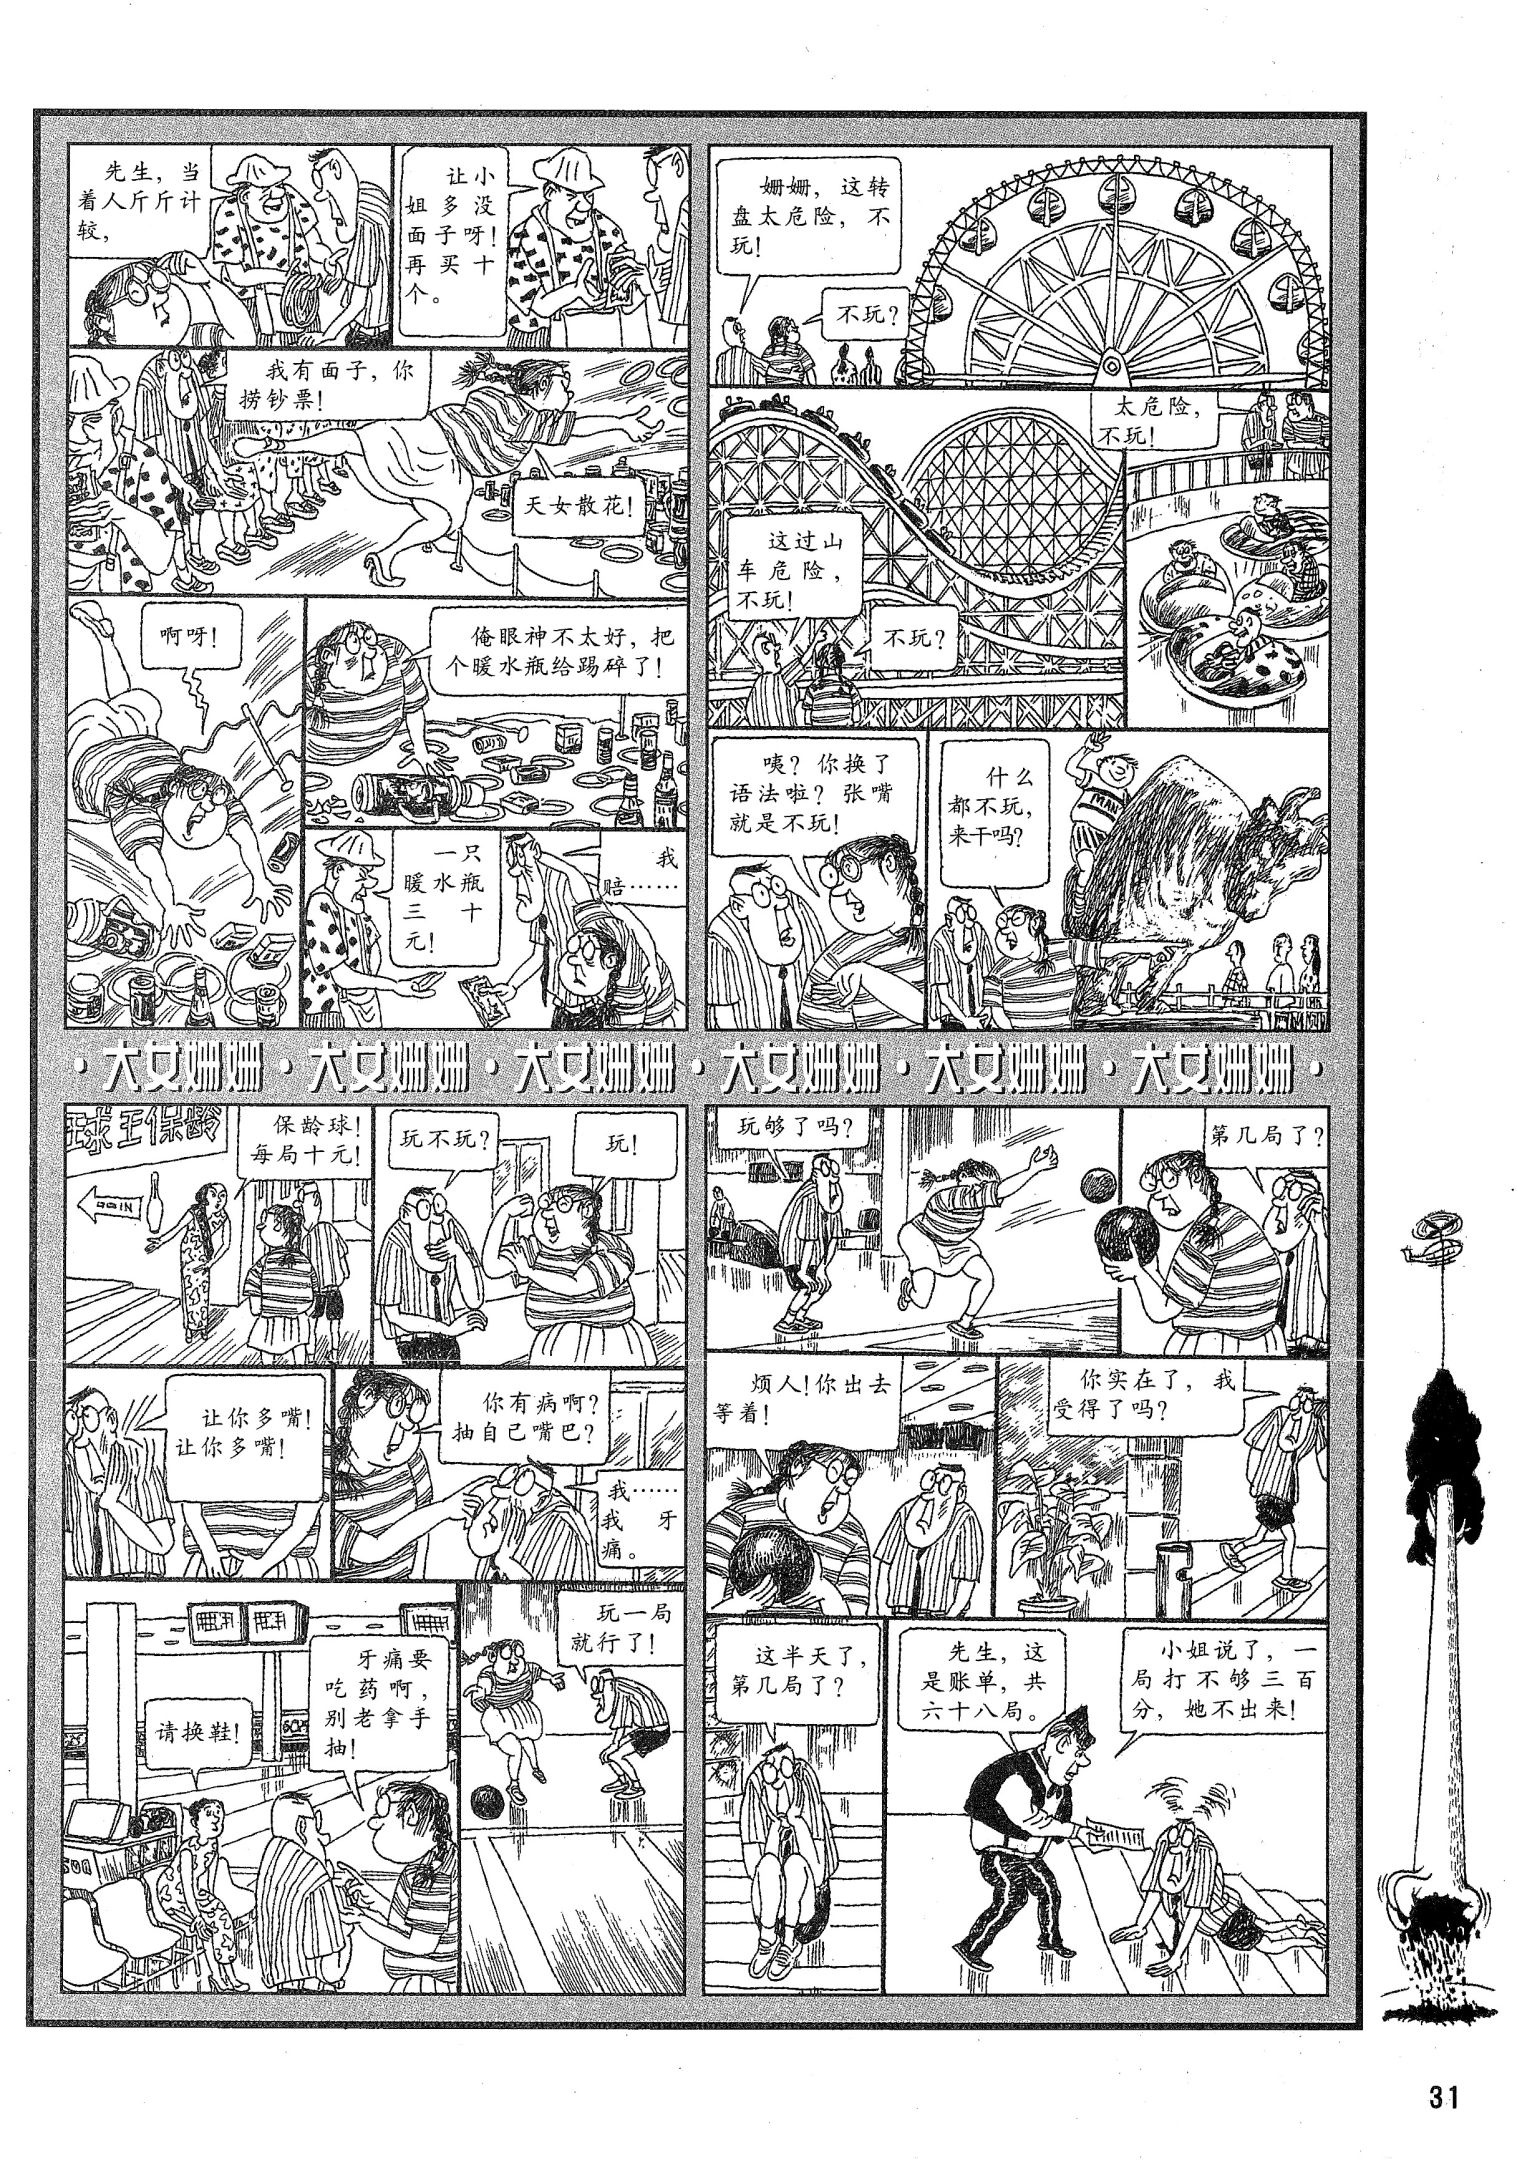 先生，当
着人斤斤计
较，
让小
姐多没
面子呀！
再买十
个。
我有面子，你
捞钞票！
天女散花！
啊呀！
俺眼神不太好，把
个暖水瓶给踢碎了！
一只
暖水瓶
三十
元！
我
赔……
姗姗，这转
盘太危险，不
玩！
不玩？
这过山
车危险，
不玩！
不玩？
太危险，
不玩！
咦？你换了
语法啦？张嘴
就是不玩！
什么
都不玩，
来干吗？
MAN
·大女姗姗·大女姗姗·大女姗姗·大女姗姗·大女姗姗·大女姗姗·
球王保龄
IN
保龄球！
每局十元！
玩不玩？
玩！
让你多嘴！
让你多嘴！
你有病啊？
抽自己嘴巴？
我……
我牙
痛。
请换鞋！
牙痛要
吃药啊，
别老拿手
抽！
玩一局
就行了！
玩够了吗？
第几局了？
烦人！你出去
等着！
你实在了，我
受得了吗？
这半天了，
第几局了？
先生，这
是账单，共
六十八局。
小姐说了，一
局打不够三百
分，她不出来！
31